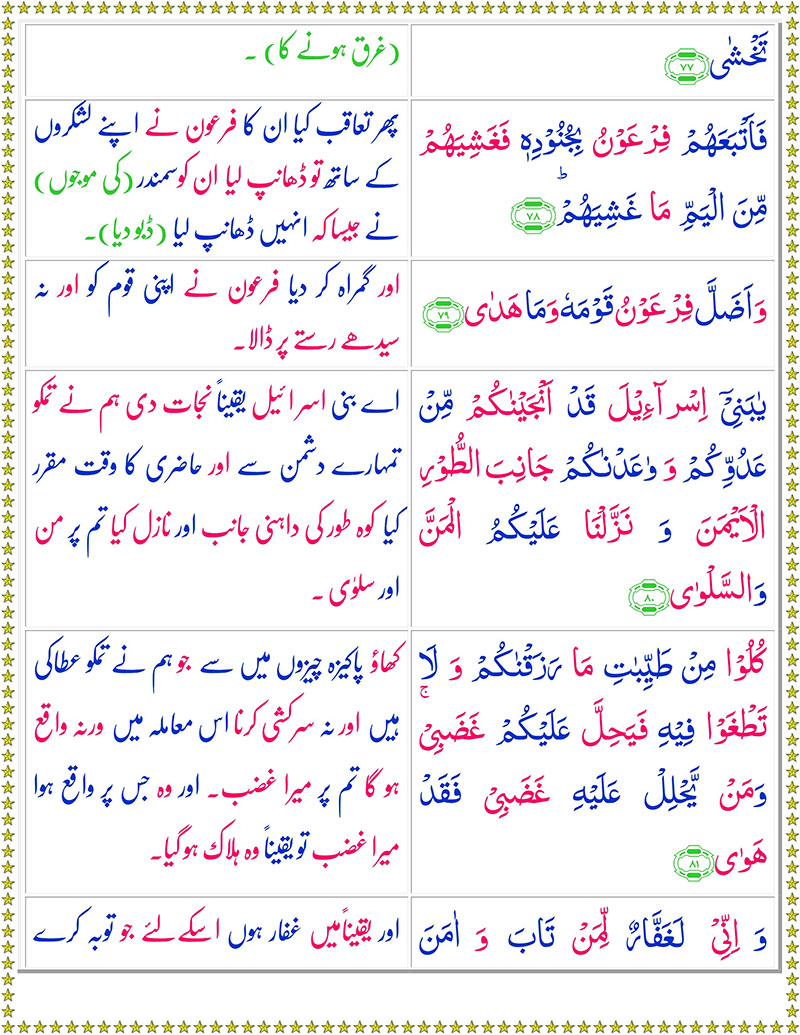 تَخْشٰى ﴿۷۷﴾
(غرق ہونے کا) ۔
فَاَتْبَعَهُمْ فِرْعَوْنُ بِجُنُوْدِهٖ فَغَشِيَهُمْ
مِّنَ الْيَمِّ مَا غَشِيَهُمْ ؕ ﴿۷۸﴾
پھر تعاقب کیا ان کا فرعون نے اپنے لشکروں
کے ساتھ تو ڈھانپ لیا ان کو سمندر (کی موجوں)
نے جیسا کہ انہیں ڈھانپ لیا (ڈبو دیا)۔
وَاَضَلَّ فِرْعَوْنُ قَوْمَهٗ وَمَا هَدٰى ﴿۷۹﴾
اور گمراہ کر دیا فرعون نے اپنی قوم کو اور نہ
سیدھے رستے پر ڈالا۔
يٰبَنِىْٓ اِسْرَآءِيْلَ قَدْ اَنْجَيْنٰكُمْ مِّنْ
عَدُوِّكُمْ وَ وٰعَدْنٰكُمْ جَانِبَ الطُّوْرِ
الْاَيْمَنَ وَ نَزَّلْنَا عَلَيْكُمُ الْمَنَّ
وَالسَّلْوٰى ﴿۸۰﴾
اے بنی اسرائیل یقیناً نجات دی ہم نے تمکو
تمہارے دشمن سے اور حاضری کا وقت مقرر
کیا کوہ طور کی داہنی جانب اور نازل کیا تم پر من
اور سلوٰی ۔
كُلُوْا مِنْ طَيِّبٰتِ مَا رَزَقْنٰكُمْ وَ لَا
تَطْغَوْا فِيْهِ فَيَحِلَّ عَلَيْكُمْ غَضَبِىْ ۚ
وَمَنْ يَّحْلِلْ عَلَيْهِ غَضَبِىْ فَقَدْ
هَوٰى ﴿۸۱﴾
کھاؤ پاکیزہ چیزوں میں سے جو ہم نے تمکو عطا کی
ہیں اور نہ سرکشی کرنا اس معاملہ میں ورنہ واقع
ہو گا تم پر میرا غضب۔ اور وہ جس پر واقع ہوا
میرا غضب تو یقیناً وہ ہلاک ہوگیا۔
وَ اِنِّىْ لَغَفَّارٌ لِّمَنْ تَابَ وَ اٰمَنَ
اور یقیناً میں غفار ہوں اسکے لئے جو توبہ کرے